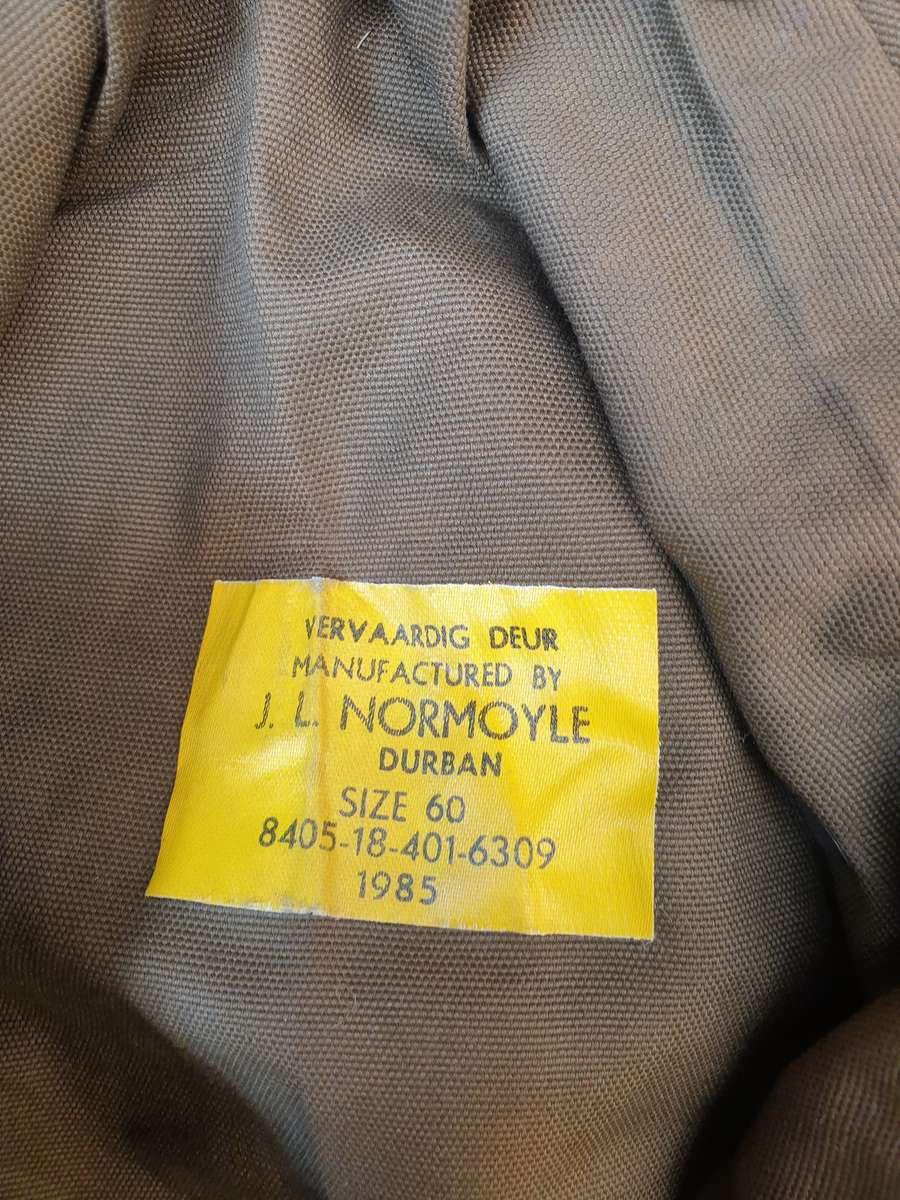 VERVAARDIG DEUR
MANUFACTURED BY
J. L. NORMOYLE
DURBAN
SIZE 60
8405-18-401-6309
1985